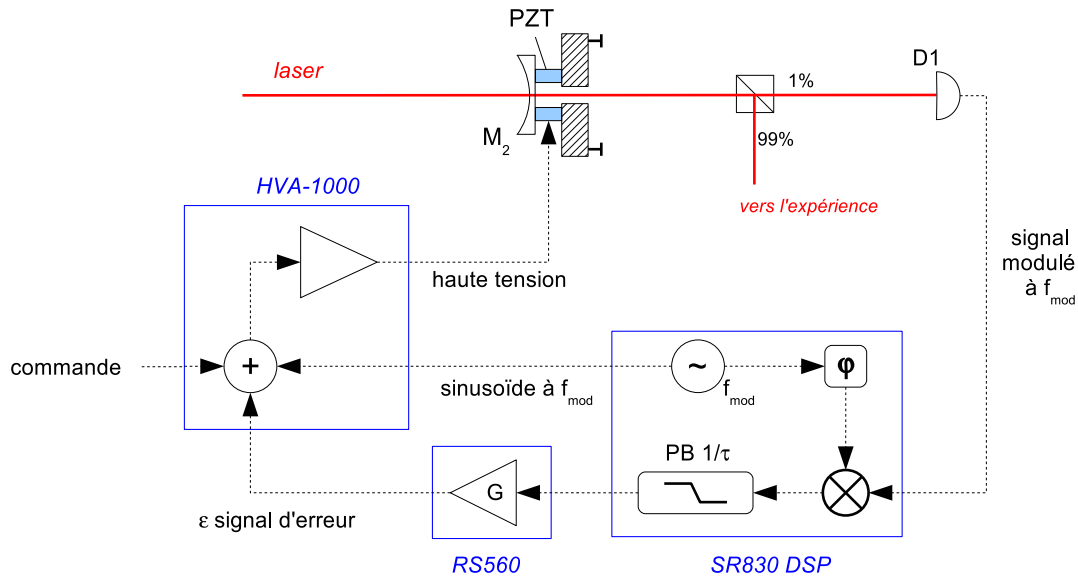 PZT
laser
1%
D1
M2
99%
HVA-1000
vers l'expérience
signal
modulé
à fmod
haute tension
commande
+
~
φ
sinusoïde à fmod
fmod
PB 1/τ
G
ε signal d'erreur
RS560
SR830 DSP